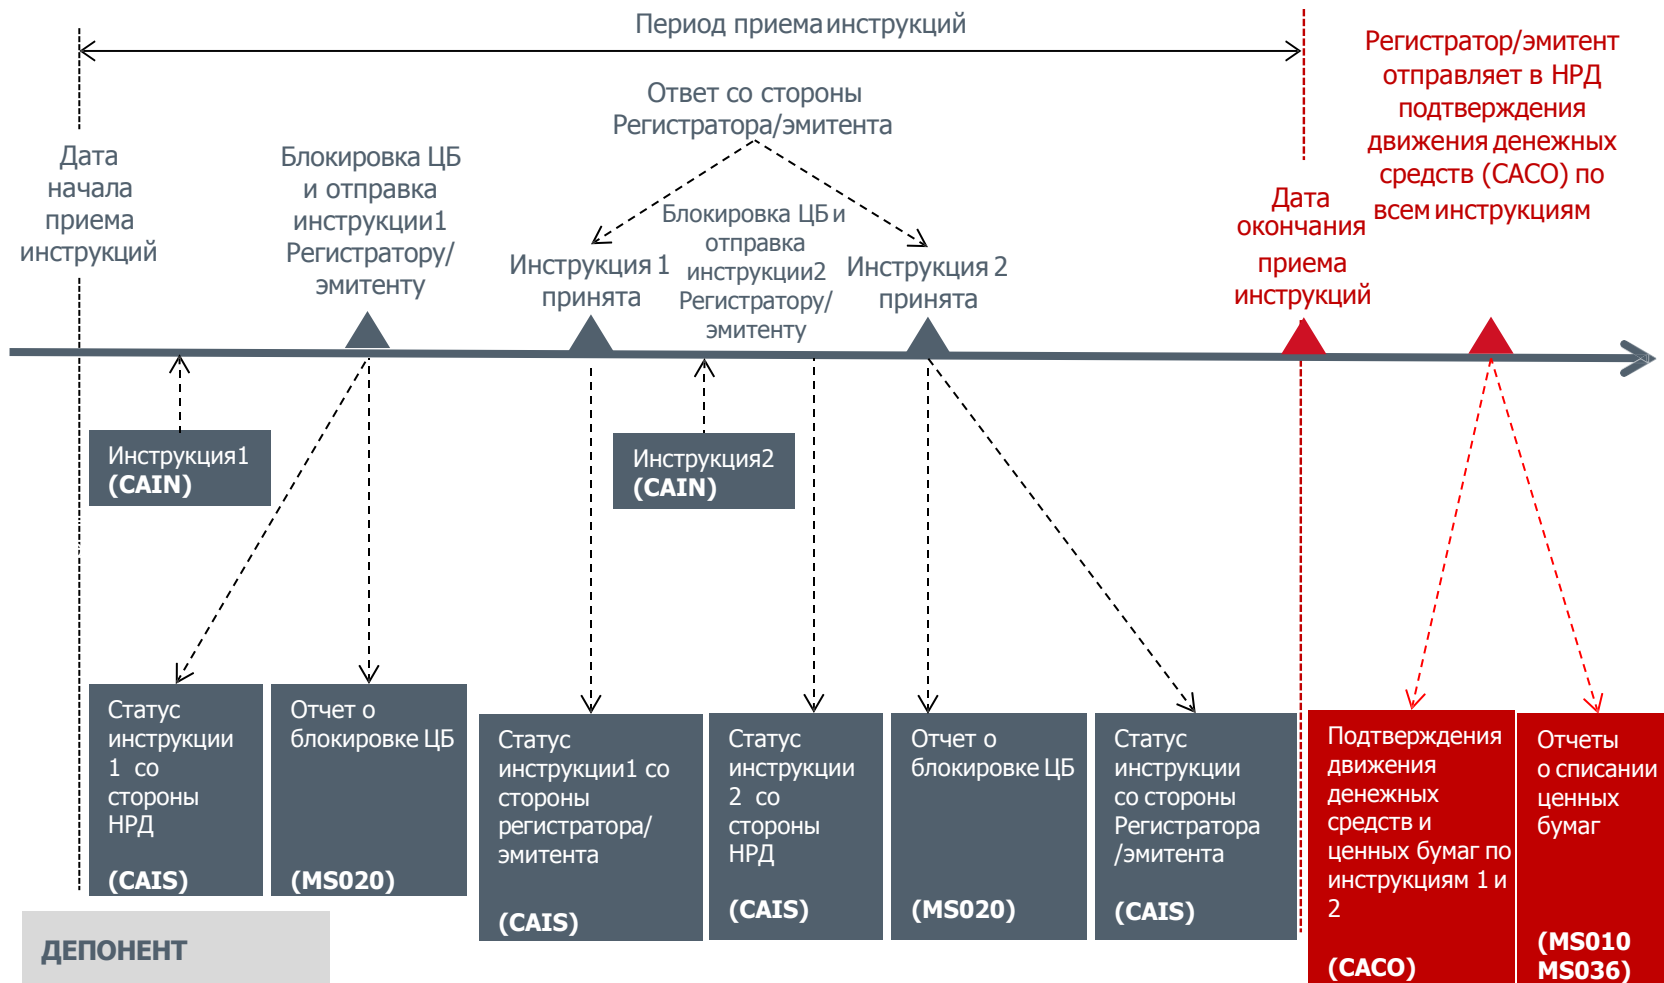 Период приема инструкций
Регистратор/эмитент
отправляет в НРД
подтверждения
движения денежных
средств (CACO) по
всем инструкциям
Ответ со стороны
Регистратора/эмитента
Дата
начала
приема
инструкций
Блокировка ЦБ
и отправка
инструкции1
Регистратору/
эмитенту
Инструкция 1
принята
Блокировка ЦБ и
отправка
инструкции2
Регистратору/
эмитенту
Инструкция 2
принята
Дата
окончания
приема
инструкций
Инструкция1
(CAIN)
Инструкция2
(CAIN)
Статус
инструкции
1 со
стороны
НРД
(CAIS)
Отчет о
блокировке ЦБ
(MS020)
Статус
инструкции1 со
стороны
регистратора/
эмитента
(CAIS)
Статус
инструкции
2 со
стороны
НРД
(CAIS)
Отчет о
блокировке ЦБ
(MS020)
Статус
инструкции
со стороны
Регистратора
/эмитента
(CAIS)
Подтверждения
движения
денежных
средств и
ценных бумаг по
инструкциям 1 и
2
(CACO)
Отчеты
о списании
ценных
бумаг
(MS010
MS036)
ДЕПОНЕНТ